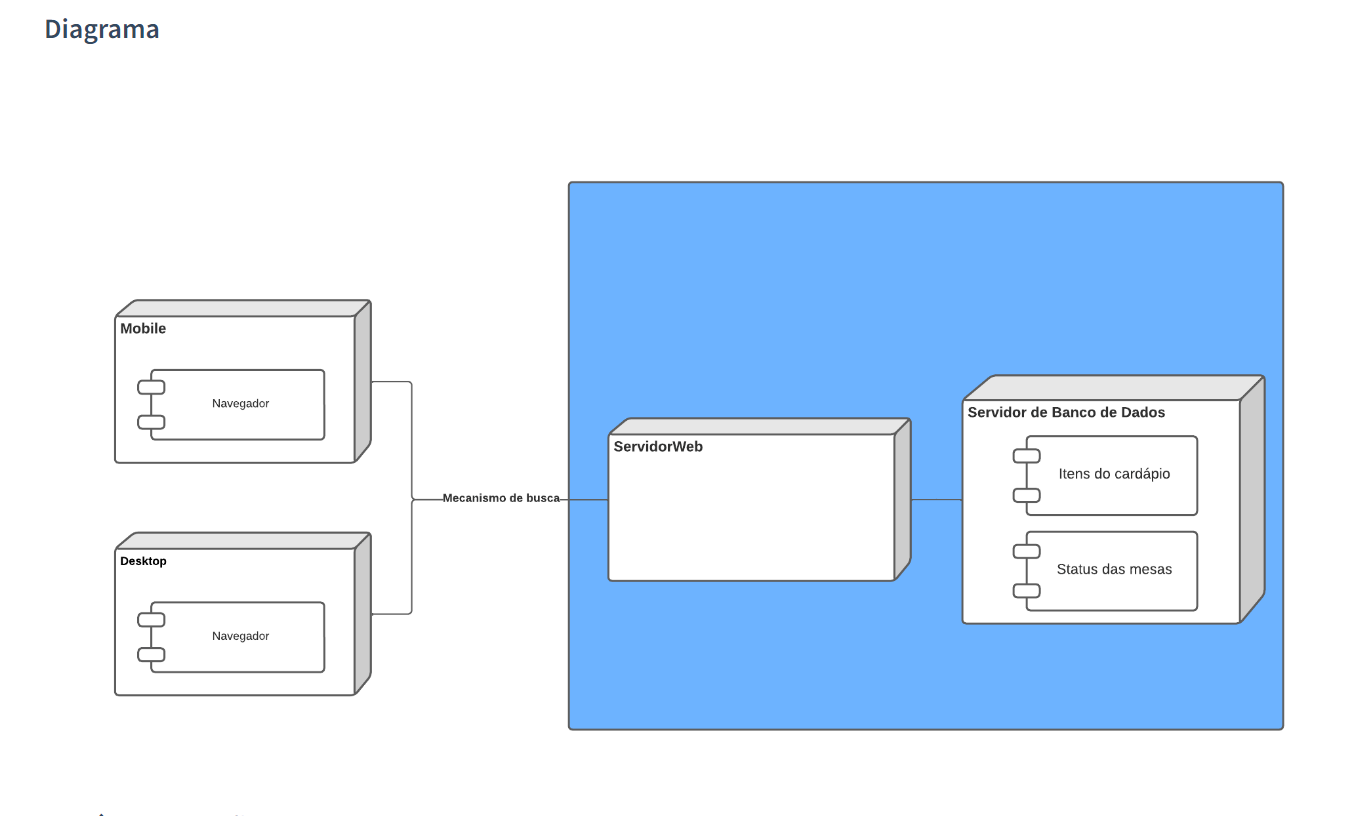 Diagrama
Mobile
Navegador
Desktop
Navegador
Mecanismo de busca
ServidorWeb
Servidor de Banco de Dados
Itens do cardápio
Status das mesas